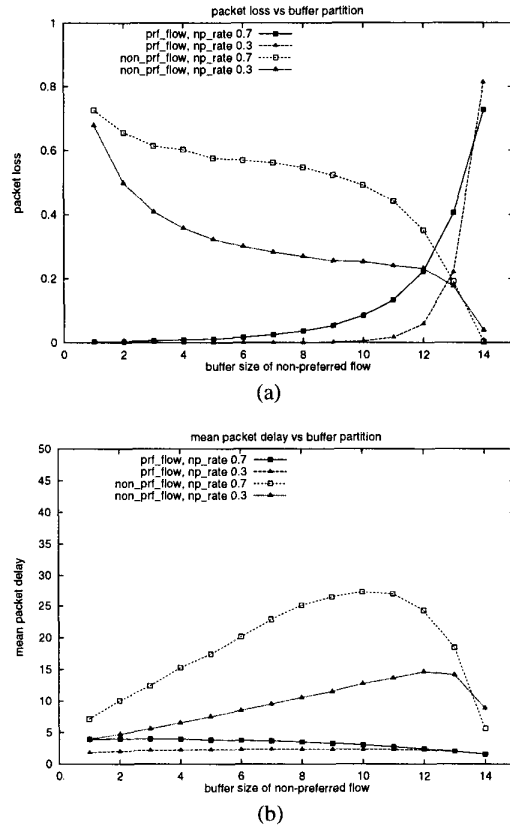 packet loss vs buffer partition
prf_flow, np_rate 0.7
prf_flow, np_rate 0.3
non_prf_flow, np_rate 0.7
non_prf_flow, np_rate 0.3
1
0.8
0.6
0.4
0.2
0
packet loss
0 2 4 6 8 10 12 14
buffer size of non-preferred flow
(a)
mean packet delay vs buffer partition
prf_flow, np_rate 0.7
prf_flow, np_rate 0.3
non_prf_flow, np_rate 0.7
non_prf_flow, np_rate 0.3
50
45
40
35
30
25
20
15
10
5
0
mean packet delay
0. 2 4 6 8 10 12 14
buffer size of non-preferred flow
(b)